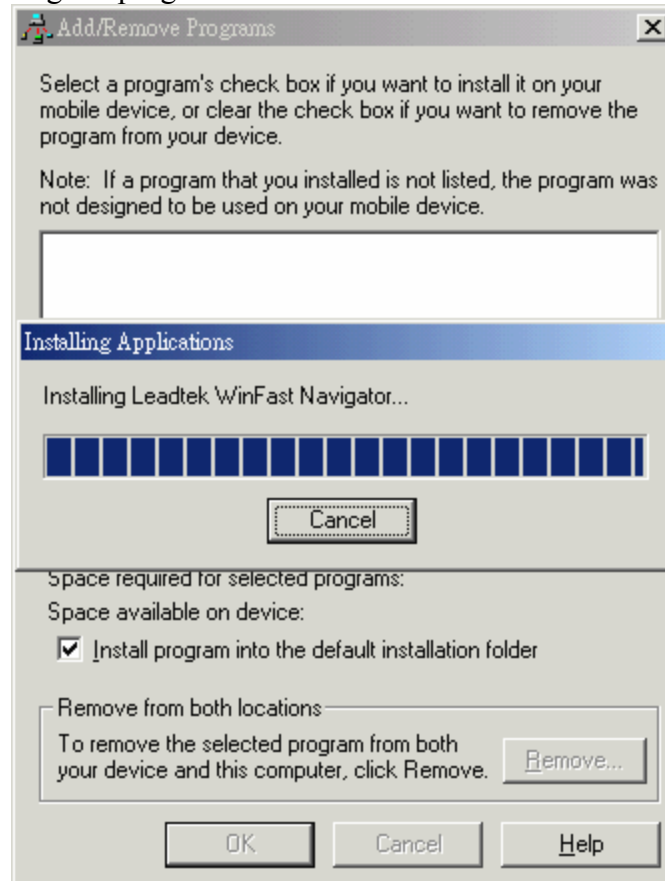 Add/Remove Programs
Select a program's check box if you want to install it on your
mobile device, or clear the check box if you want to remove the
program from your device.
Note: If a program that you installed is not listed, the program was
not designed to be used on your mobile device.
Installing Applications
Installing Leadtek WinFast Navigator...
Cancel
Space required for selected programs:
Space available on device:
Install program into the default installation folder
Remove from both locations
To remove the selected program from both
your device and this computer, click Remove.
Remove...
OK
Cancel
Help